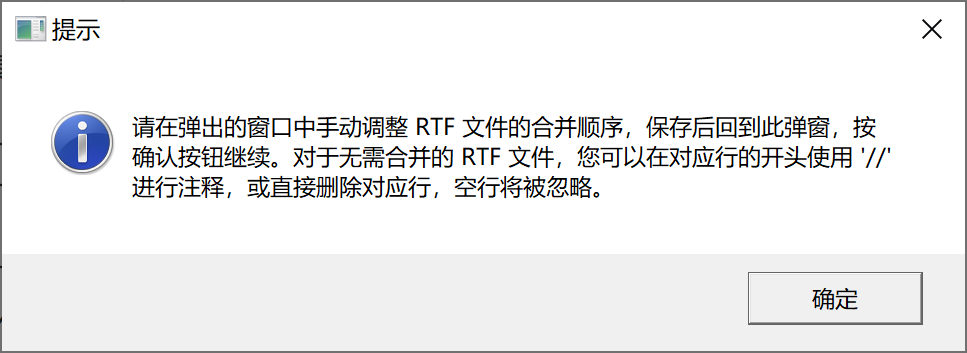 提示
请在弹出的窗口中手动调整 RTF 文件的合并顺序，保存后回到此弹窗，按
确认按钮继续。对于无需合并的 RTF 文件，您可以在对应行的开头使用 '//'
进行注释，或直接删除对应行，空行将被忽略。
确定